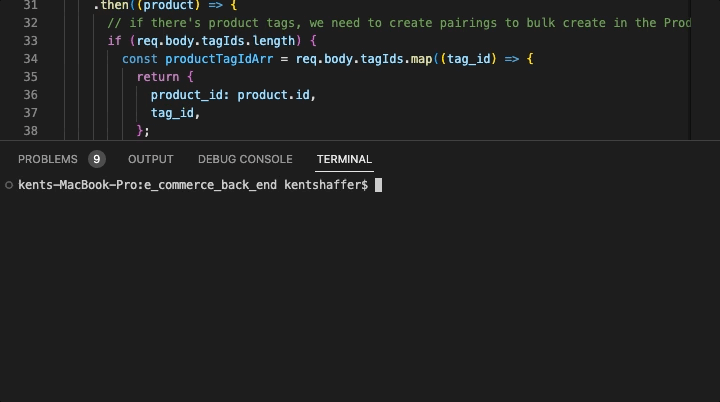 31 .then((product) => {
32 // if there's product tags, we need to create pairings to bulk create in the Prod
33 if (req.body.tagIds.length) {
34 const productTagIdArr = req.body.tagIds.map((tag_id) => {
35 return {
36 product_id: product.id,
37 tag_id,
38 };
PROBLEMS 9 OUTPUT DEBUG CONSOLE TERMINAL
kents-MacBook-Pro:e_commerce_back_end kentshaffer$